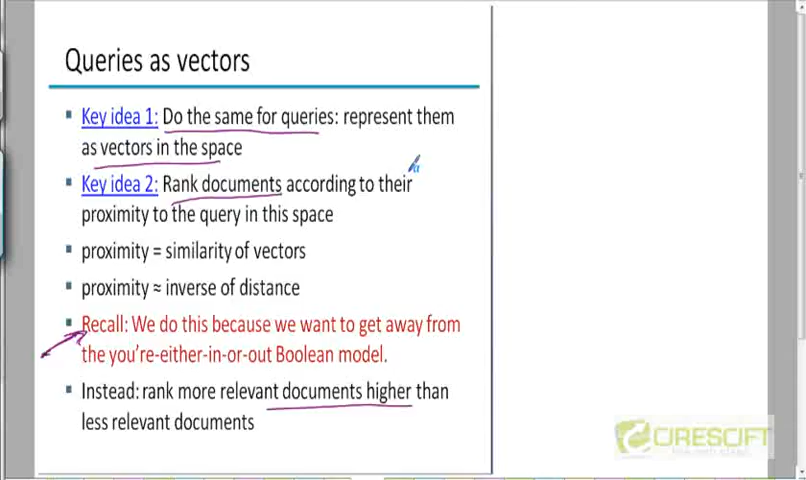 Queries as vectors
▪ Key idea 1: Do the same for queries: represent them
as vectors in the space
▪ Key idea 2: Rank documents according to their
proximity to the query in this space
▪ proximity = similarity of vectors
▪ proximity ≈ inverse of distance
▪ Recall: We do this because we want to get away from
the you're-either-in-or-out Boolean model.
▪ Instead: rank more relevant documents higher than
less relevant documents